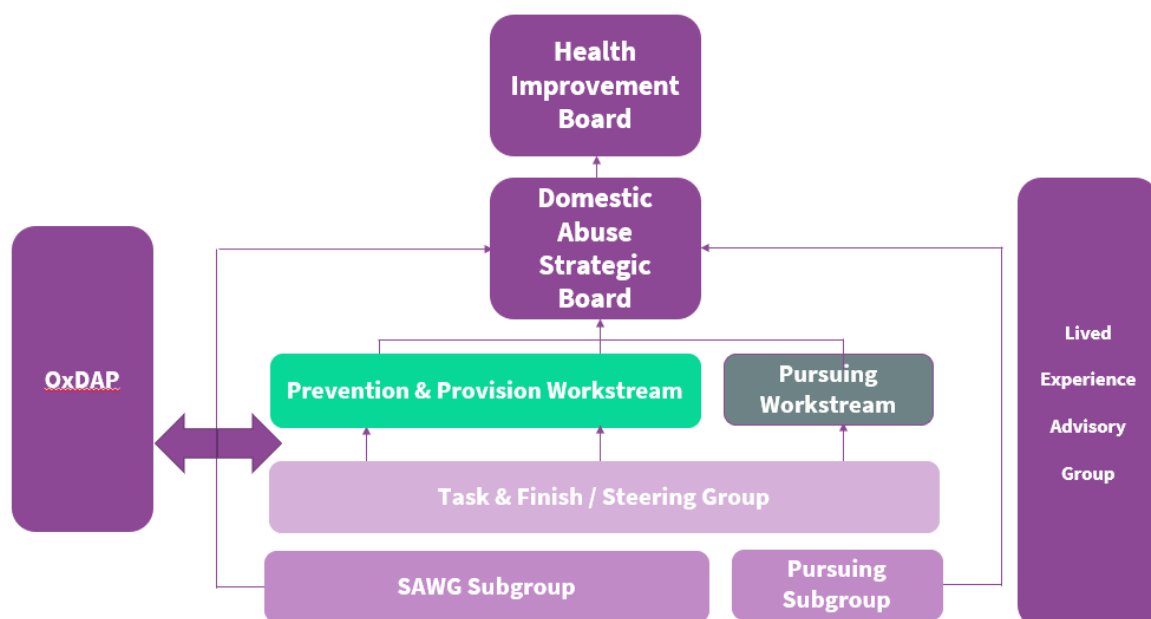 Health
Improvement
Board
Domestic
Abuse
Strategic
Board
OxDAP
Prevention & Provision Workstream
Pursuing
Workstream
Lived
Experience
Advisory
Group
Task & Finish / Steering Group
SAWG Subgroup
Pursuing
Subgroup